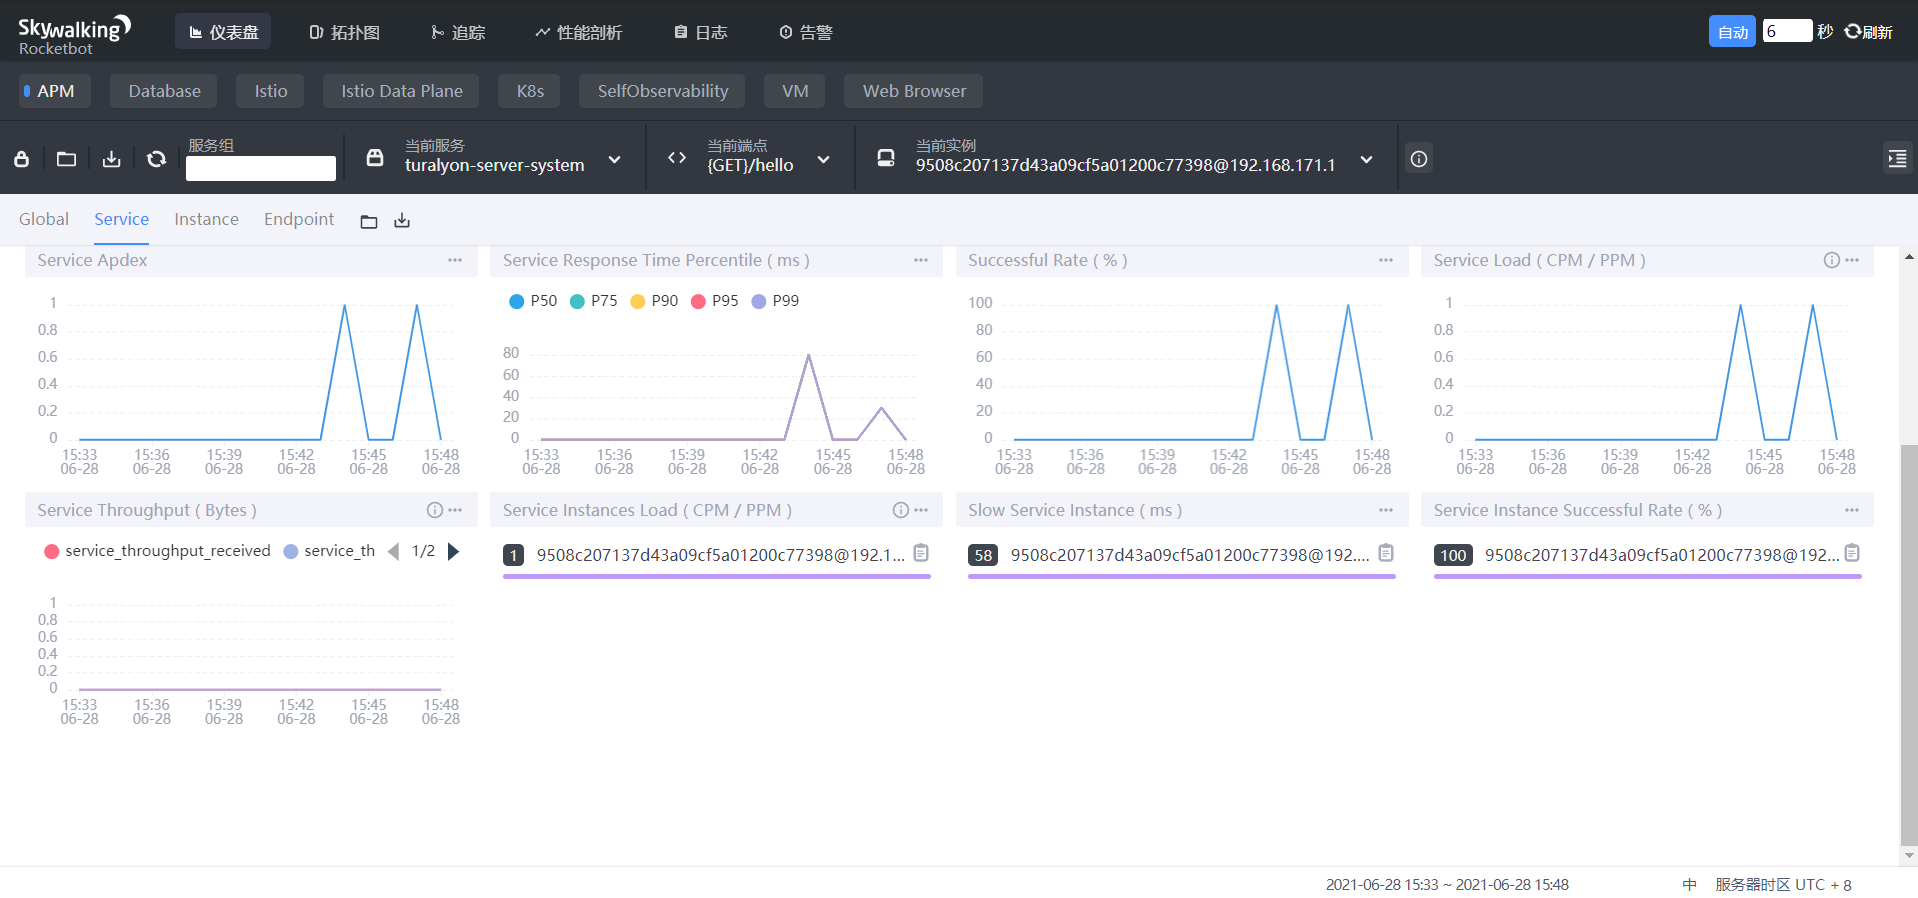 Skywalking
Rocketbot
仪表盘
拓扑图
追踪
性能剖析
日志
告警
自动
6
秒
刷新
APM
Database
Istio
Istio Data Plane
K8s
SelfObservability
VM
Web Browser
服务组
当前服务
turalyon-server-system
当前端点
{GET}/hello
当前实例
9508c207137d43a09cf5a01200c77398@192.168.171.1
Global
Service
Instance
Endpoint
Service Apdex
1
0.8
0.6
0.4
0.2
0
15:33 15:36 15:39 15:42 15:45 15:48
06-28 06-28 06-28 06-28 06-28 06-28
Service Response Time Percentile ( ms )
P50 P75 P90 P95 P99
80
60
40
20
0
15:33 15:36 15:39 15:42 15:45 15:48
06-28 06-28 06-28 06-28 06-28 06-28
Successful Rate ( % )
100
80
60
40
20
0
15:33 15:36 15:39 15:42 15:45 15:48
06-28 06-28 06-28 06-28 06-28 06-28
Service Load ( CPM / PPM )
1
0.8
0.6
0.4
0.2
0
15:33 15:36 15:39 15:42 15:45 15:48
06-28 06-28 06-28 06-28 06-28 06-28
Service Throughput ( Bytes )
service_throughput_received service_th 1/2
1
0.8
0.6
0.4
0.2
0
15:33 15:36 15:39 15:42 15:45 15:48
06-28 06-28 06-28 06-28 06-28 06-28
Service Instances Load ( CPM / PPM )
1 9508c207137d43a09cf5a01200c77398@192.1...
Slow Service Instance ( ms )
58 9508c207137d43a09cf5a01200c77398@192....
Service Instance Successful Rate ( % )
100 9508c207137d43a09cf5a01200c77398@192...
2021-06-28 15:33 ~ 2021-06-28 15:48
中
服务器时区 UTC + 8